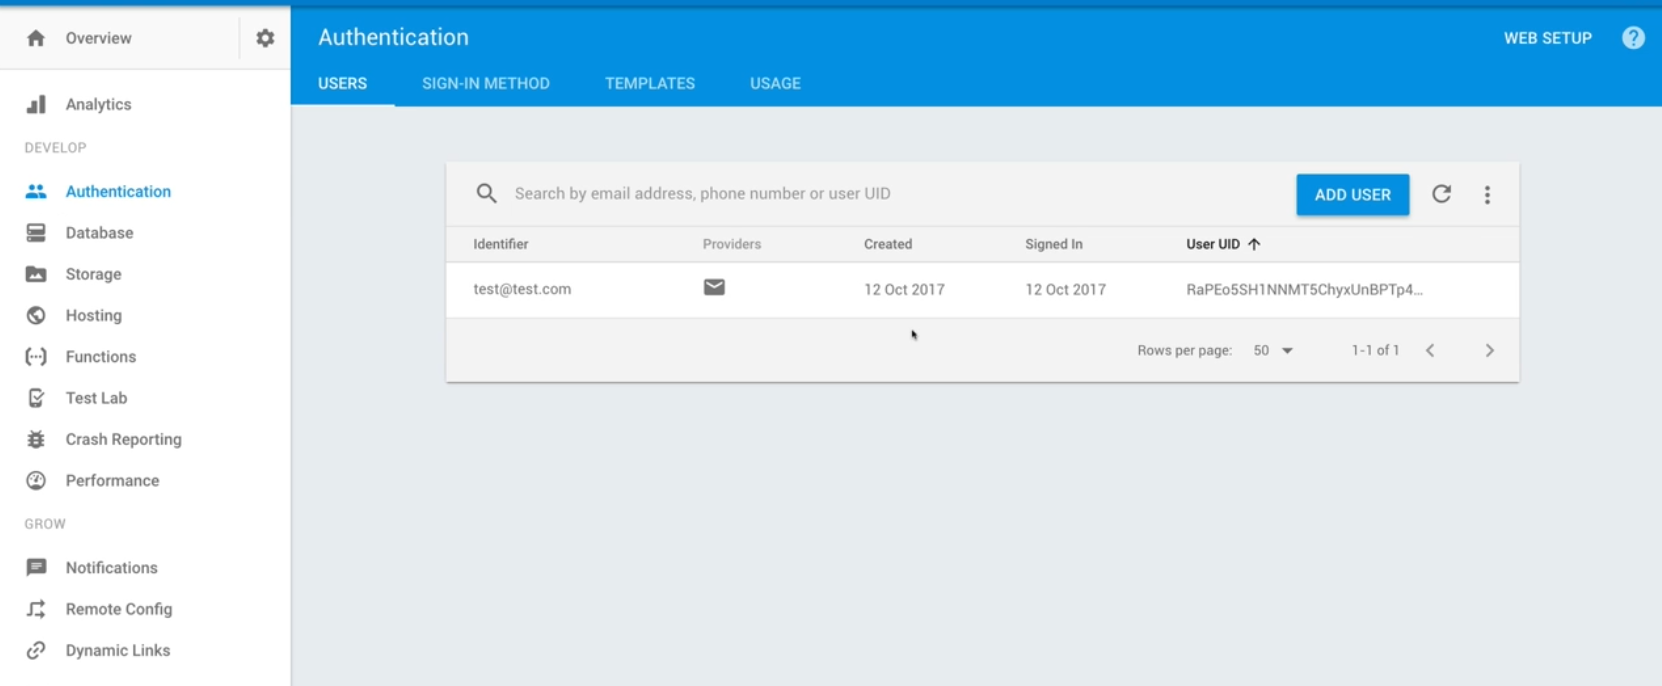 Overview
Analytics
DEVELOP
Authentication
Database
Storage
Hosting
Functions
Test Lab
Crash Reporting
Performance
GROW
Notifications
Remote Config
Dynamic Links
Authentication
WEB SETUP
USERS SIGN-IN METHOD TEMPLATES USAGE
Search by email address, phone number or user UID
ADD USER
Identifier Providers Created Signed In User UID
test@test.com 12 Oct 2017 12 Oct 2017 RaPEo5SH1NNMT5ChyxUnBPTp4...
Rows per page: 50 1-1 of 1